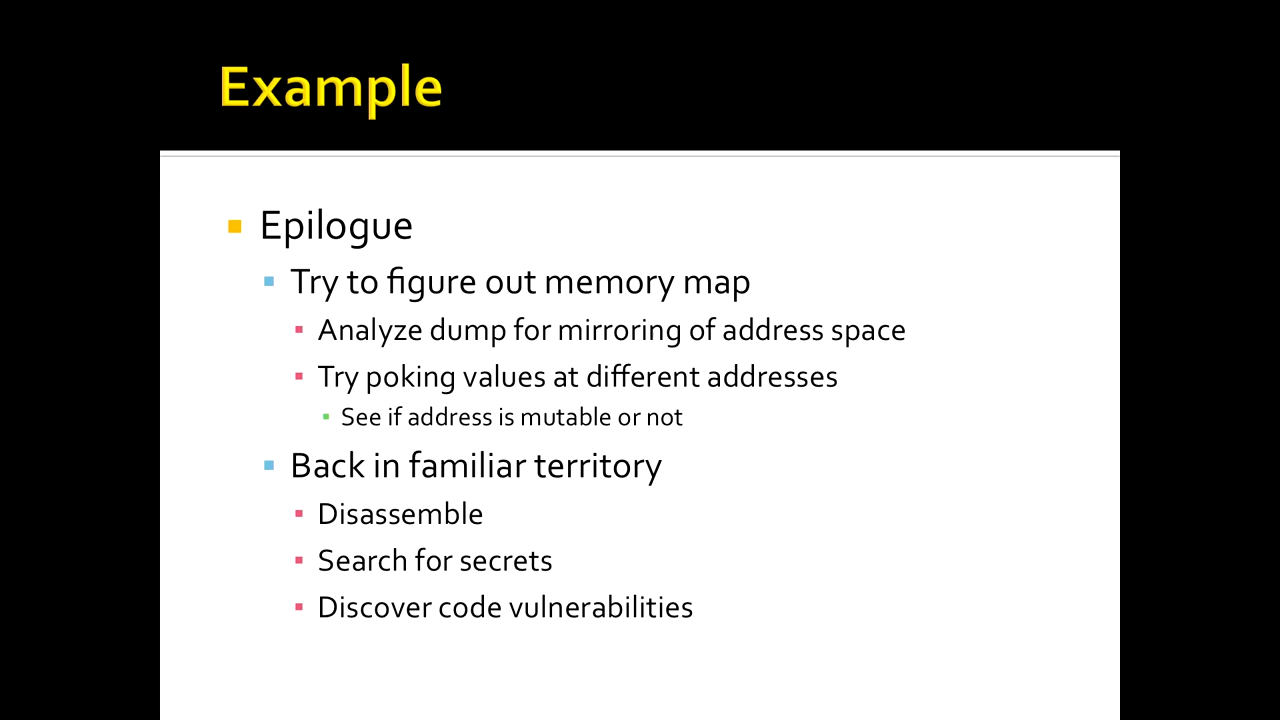 Example
Epilogue
Try to figure out memory map
Analyze dump for mirroring of address space
Try poking values at different addresses
See if address is mutable or not
Back in familiar territory
Disassemble
Search for secrets
Discover code vulnerabilities